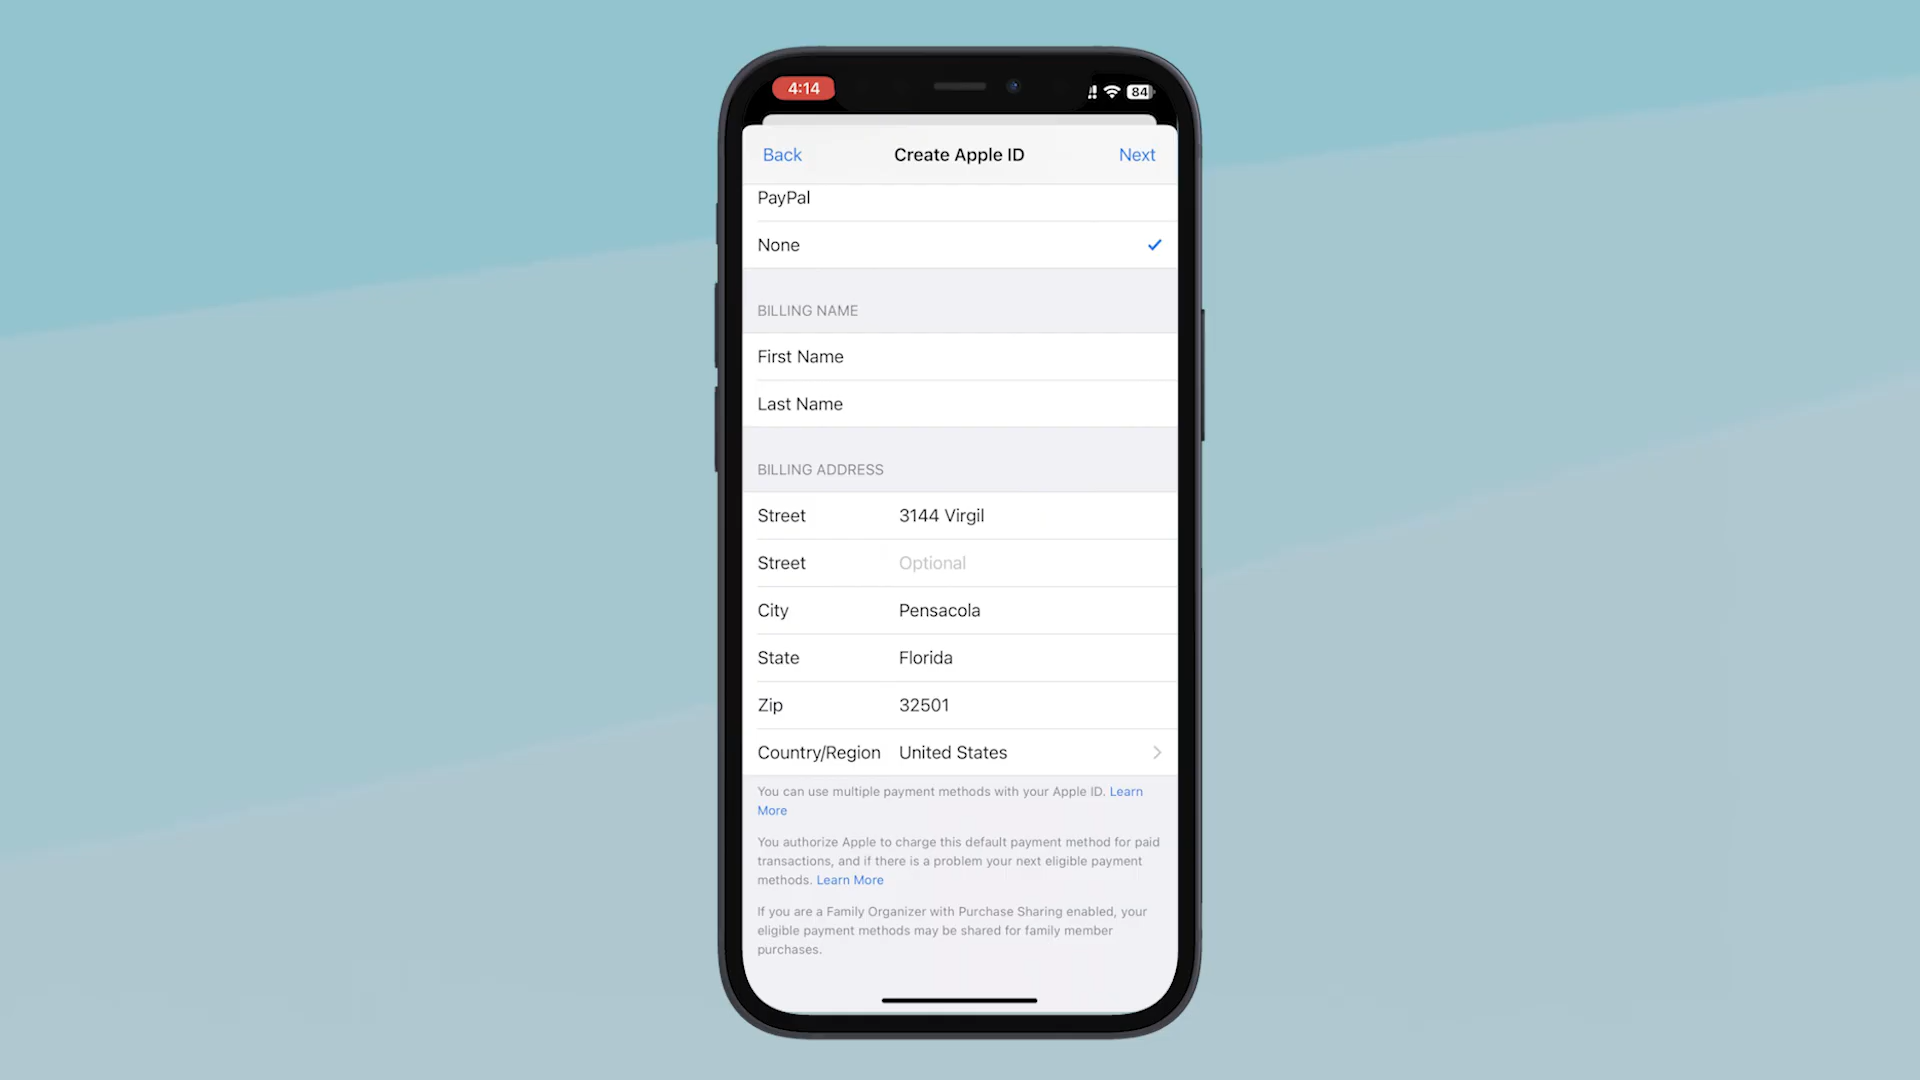 4:14
84
Back Create Apple ID Next
PayPal
None
BILLING NAME
First Name
Last Name
BILLING ADDRESS
Street 3144 Virgil
Street Optional
City Pensacola
State Florida
Zip 32501
Country/Region United States
You can use multiple payment methods with your Apple ID. Learn
More
You authorize Apple to charge this default payment method for paid
transactions, and if there is a problem your next eligible payment
methods. Learn More
If you are a Family Organizer with Purchase Sharing enabled, your
eligible payment methods may be shared for family member
purchases.